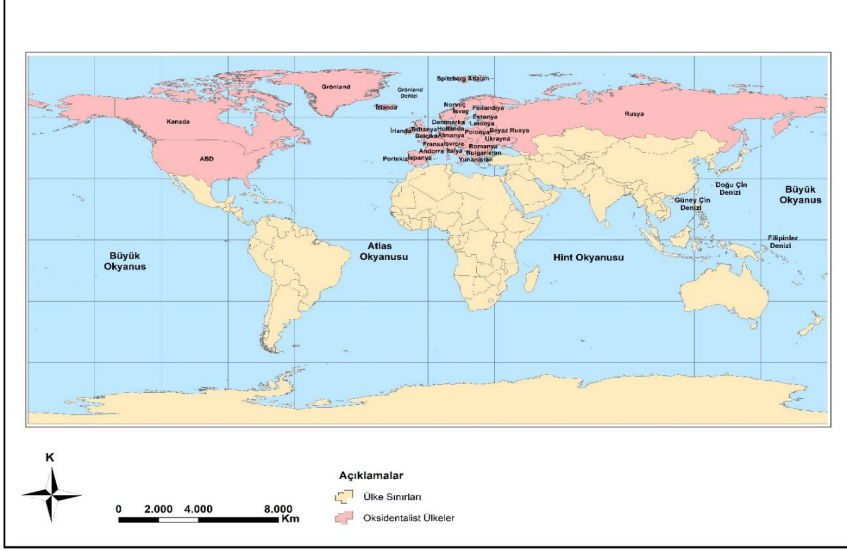 Grönland
Grönland
Denizi
Spitzberg Adaları
İzlanda
Norveç
İsveç
Finlandiya
Estonya
Letonya
Rusya
Kanada
Danimarka
İrlanda
Britanya
Hollanda
Belçika
Almanya
Polonya
Beyaz Rusya
Ukrayna
Fransa
İsviçre
Romanya
Andorra
İtalya
Bulgaristan
Portekiz
İspanya
Yunanistan
ABD
Doğu Çin
Denizi
Büyük
Okyanus
Güney Çin
Denizi
Filipinler
Denizi
Büyük
Okyanus
Atlas
Okyanusu
Hint Okyanusu
K
Açıklamalar
Ülke Sınırları
Oksidentalist Ülkeler
0 2.000 4.000 8.000
Km